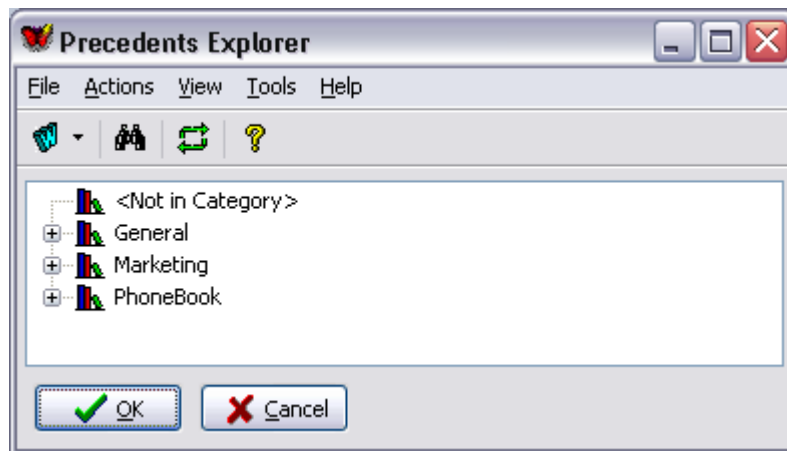 Precedents Explorer
File Actions View Tools Help
<Not in Category>
General
Marketing
PhoneBook
OK Cancel